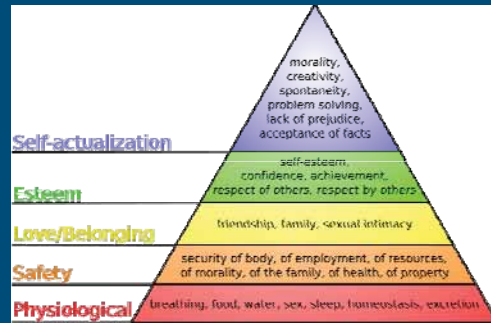 morality,
creativity,
spontaneity,
problem solving,
lack of prejudice,
acceptance of facts
Self-actualization
self-esteem,
confidence, achievement,
respect of others, respect by others
Esteem
friendship, family, sexual intimacy
Love/Belonging
security of body, of employment, of resources,
of morality, of the family, of health, of property
Safety
breathing, food, water, sex, sleep, homeostasis, excretion
Physiological